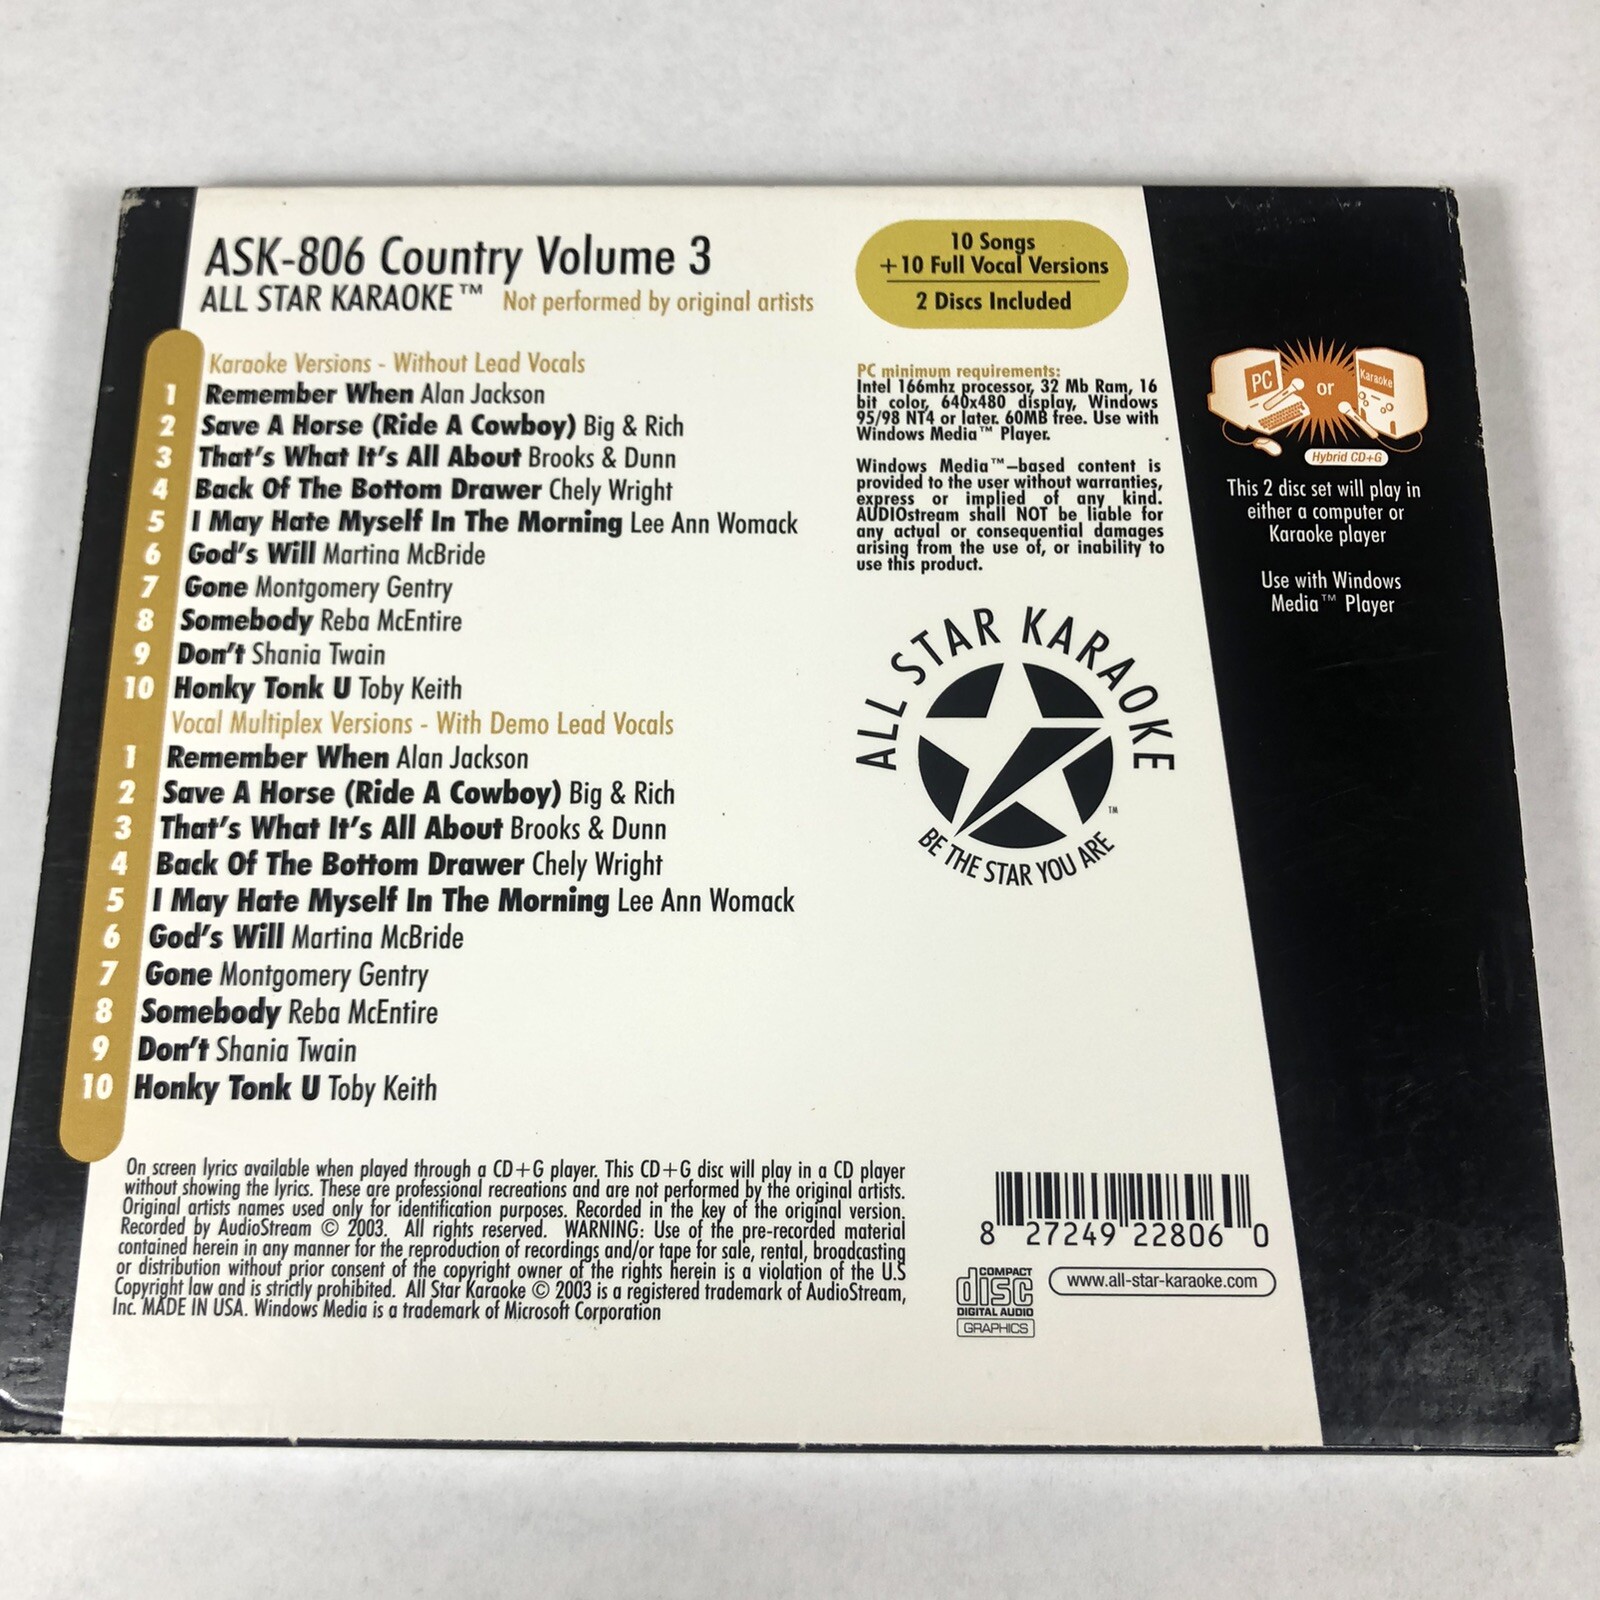 ASK-806 Country Volume 3
ALL STAR KARAOKE™ Not performed by original artists
Karaoke Versions - Without Lead Vocals
1 Remember When Alan Jackson
2 Save A Horse (Ride A Cowboy) Big & Rich
3 That's What It's All About Brooks & Dunn
4 Back Of The Bottom Drawer Chely Wright
5 I May Hate Myself In The Morning Lee Ann Womack
6 God's Will Martina McBride
7 Gone Montgomery Gentry
8 Somebody Reba McEntire
9 Don't Shania Twain
10 Honky Tonk U Toby Keith
Vocal Multiplex Versions - With Demo Lead Vocals
1 Remember When Alan Jackson
2 Save A Horse (Ride A Cowboy) Big & Rich
3 That's What It's All About Brooks & Dunn
4 Back Of The Bottom Drawer Chely Wright
5 I May Hate Myself In The Morning Lee Ann Womack
6 God's Will Martina McBride
7 Gone Montgomery Gentry
8 Somebody Reba McEntire
9 Don't Shania Twain
10 Honky Tonk U Toby Keith
10 Songs
+10 Full Vocal Versions
2 Discs Included
PC minimum requirements:
Intel 166mhz processor, 32 Mb Ram, 16
bit color, 640x480 display, Windows
95/98 NT4 or later. 60MB free. Use with
Windows Media™ Player.
Windows Media™-based content is
provided to the user without warranties,
express or implied of any kind.
AUDIOstream shall NOT be liable for
any actual or consequential damages
arising from the use of, or inability to
use this product.
ALL STAR KARAOKE
™
BE THE STAR YOU ARE
PC or Karaoke
Hybrid CD+G
This 2 disc set will play in
either a computer or
Karaoke player
Use with Windows
Media™ Player
On screen lyrics available when played through a CD+G player. This CD+G disc will play in a CD player
without showing the lyrics. These are professional recreations and are not performed by the original artists.
Original artists names used only for identification purposes. Recorded in the key of the original version.
Recorded by AudioStream © 2003. All rights reserved. WARNING: Use of the pre-recorded material
contained herein in any manner for the reproduction of recordings and/or tape for sale, rental, broadcasting
or distribution without prior consent of the copyright owner of the rights herein is a violation of the U.S
Copyright law and is strictly prohibited. All Star Karaoke © 2003 is a registered trademark of AudioStream,
Inc. MADE IN USA. Windows Media is a trademark of Microsoft Corporation
8 27249 22806 0
COMPACT
disc
DIGITAL AUDIO
GRAPHICS
www.all-star-karaoke.com